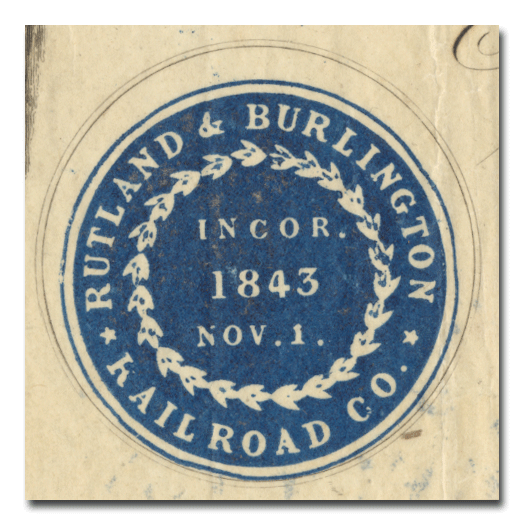 RUTLAND & BURLINGTON
RAILROAD CO.
INCOR.
1843
NOV. 1.